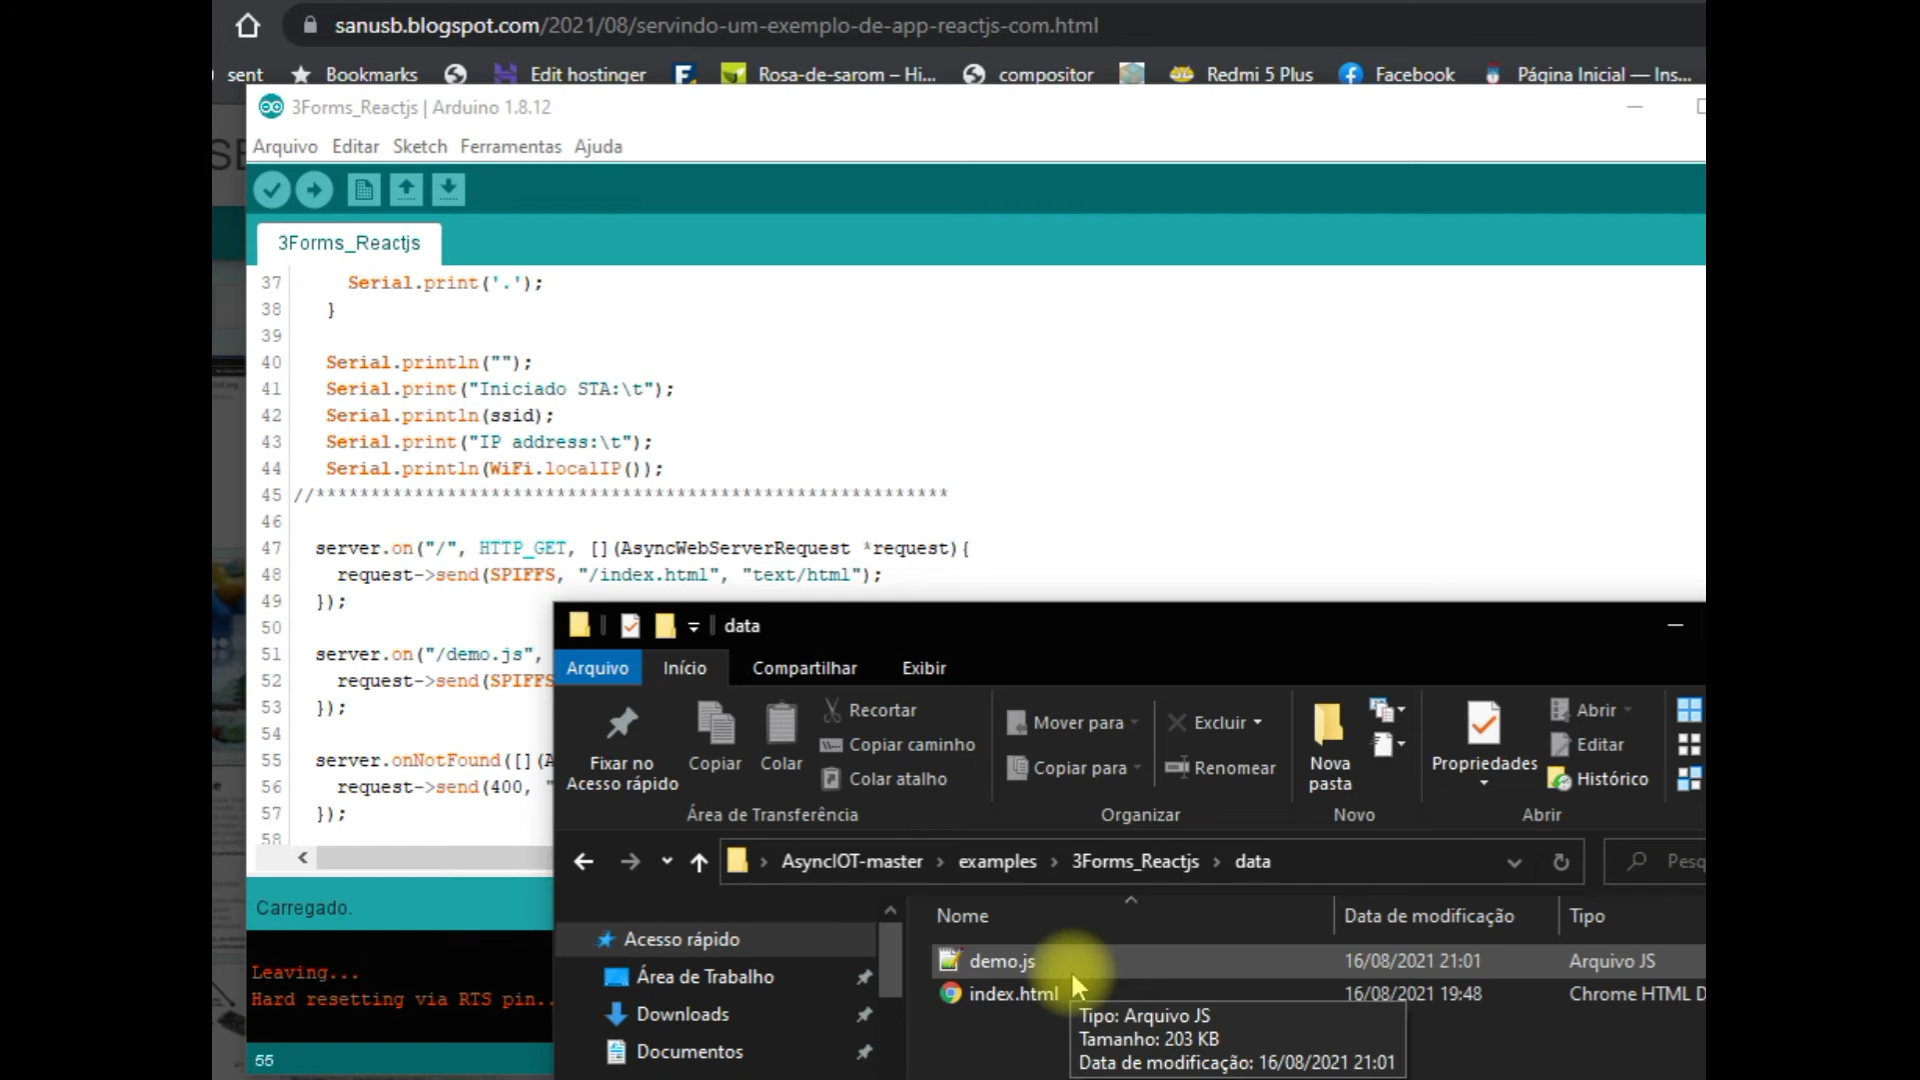 sanusb.blogspot.com/2021/08/servindo-um-exemplo-de-app-reactjs-com.html
sent Bookmarks Edit hostinger Rosa-de-sarom – Hi... compositor Redmi 5 Plus Facebook Página Inicial — Ins...
3Forms_Reactjs | Arduino 1.8.12
Arquivo Editar Sketch Ferramentas Ajuda
3Forms_Reactjs
37 Serial.print('.');
38 }
39
40 Serial.println("");
41 Serial.print("Iniciado STA:\t");
42 Serial.println(ssid);
43 Serial.print("IP address:\t");
44 Serial.println(WiFi.localIP());
45 //**********************************************************
46
47 server.on("/", HTTP_GET, [](AsyncWebServerRequest *request){
48 request->send(SPIFFS, "/index.html", "text/html");
49 });
50
51 server.on("/demo.js",
52 request->send(SPIFFS
53 });
54
55 server.onNotFound([](A
56 request->send(400, "
57 });
58
Carregado.
Leaving...
Hard resetting via RTS pin..
55
data
Arquivo Início Compartilhar Exibir
Fixar no
Acesso rápido
Copiar
Colar
Recortar
Copiar caminho
Colar atalho
Área de Transferência
Mover para
Copiar para
Excluir
Renomear
Organizar
Nova
pasta
Novo
Propriedades
Abrir
Editar
Histórico
Abrir
AsyncIOT-master examples 3Forms_Reactjs data
Pesq
Acesso rápido
Área de Trabalho
Downloads
Documentos
Nome Data de modificação Tipo
demo.js 16/08/2021 21:01 Arquivo JS
index.html 16/08/2021 19:48 Chrome HTML D
Tipo: Arquivo JS
Tamanho: 203 KB
Data de modificação: 16/08/2021 21:01